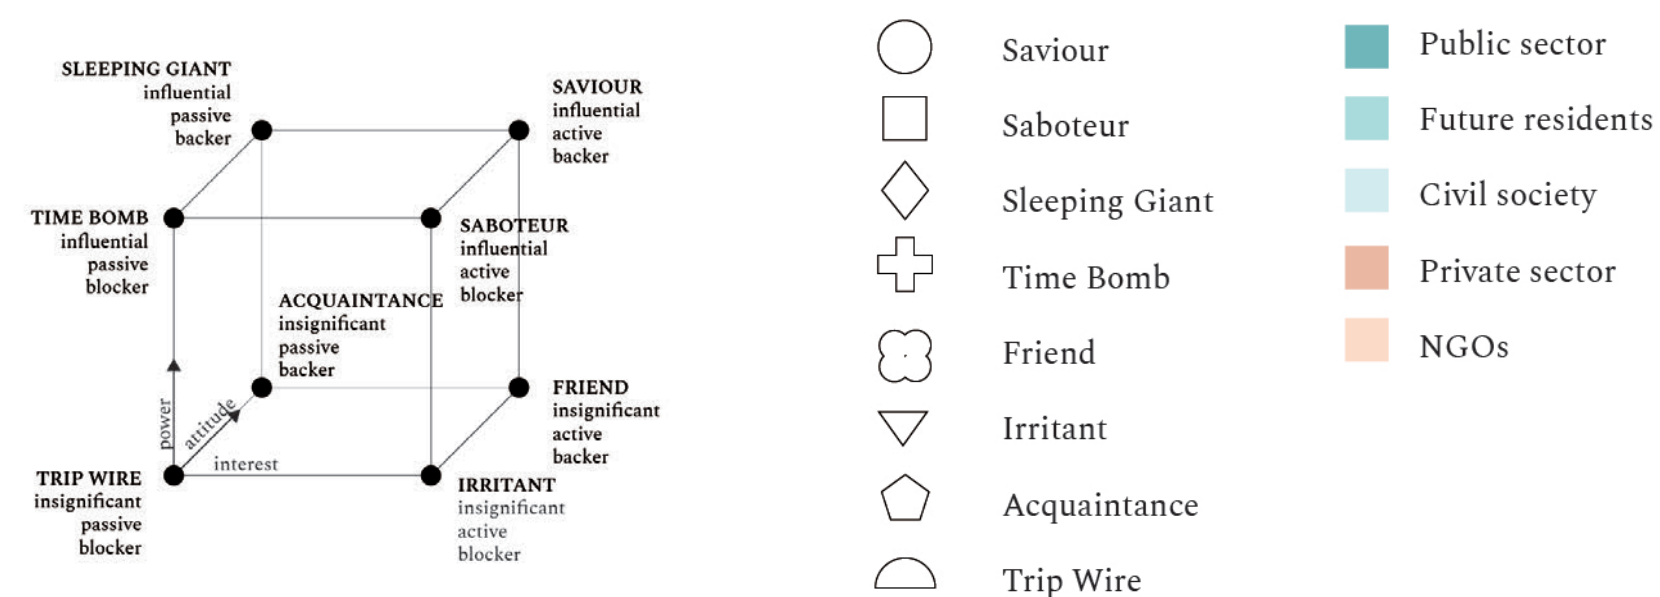 SLEEPING GIANT
influential
passive
backer
SAVIOUR
influential
active
backer
TIME BOMB
influential
passive
blocker
SABOTEUR
influential
active
blocker
ACQUAINTANCE
insignificant
passive
backer
FRIEND
insignificant
active
backer
power
attitude
interest
TRIP WIRE
insignificant
passive
blocker
IRRITANT
insignificant
active
blocker
Saviour
Saboteur
Sleeping Giant
Time Bomb
Friend
Irritant
Acquaintance
Trip Wire
Public sector
Future residents
Civil society
Private sector
NGOs